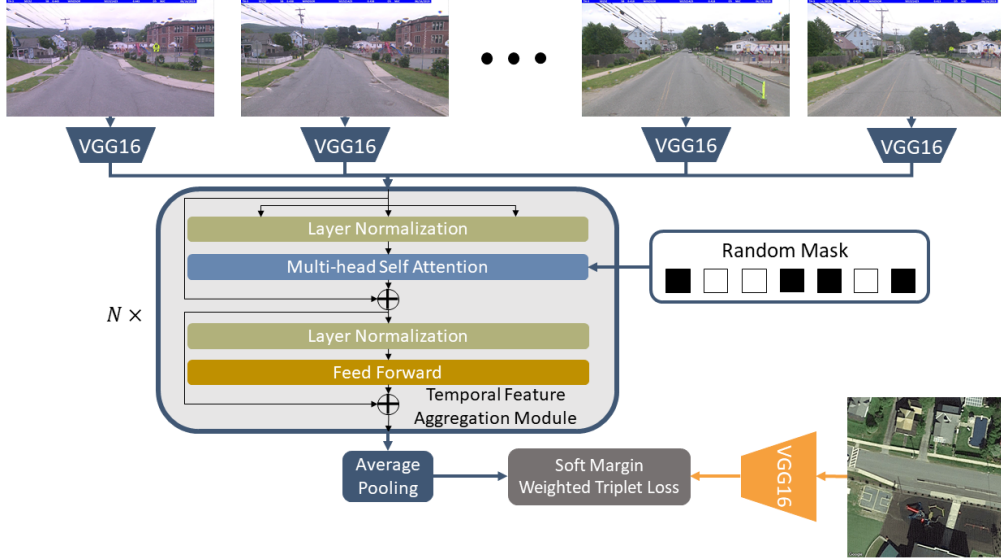 VGG16
VGG16
VGG16
VGG16
Layer Normalization
Multi-head Self Attention
Random Mask
N ×
Layer Normalization
Feed Forward
Temporal Feature
Aggregation Module
Average
Pooling
Soft Margin
Weighted Triplet Loss
VGG16